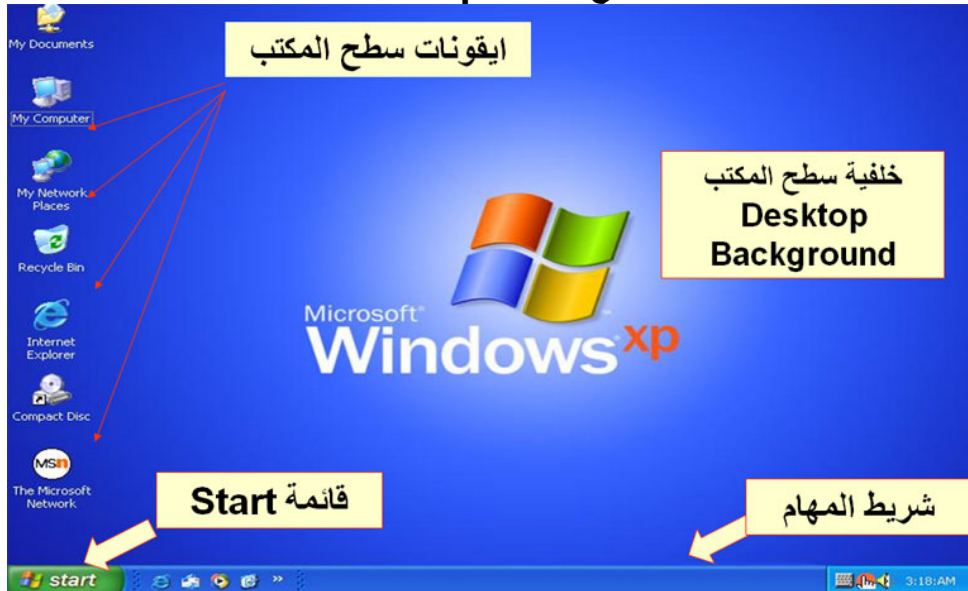 My Documents
ايقونات سطح المكتب
My Computer
خلفية سطح المكتب
Desktop
Background
My Network
Places
Recycle Bin
Microsoft®
Windows xp
Internet
Explorer
Compact Disc
MSn
The Microsoft
Network
قائمة Start
شريط المهام
start
3:18:AM